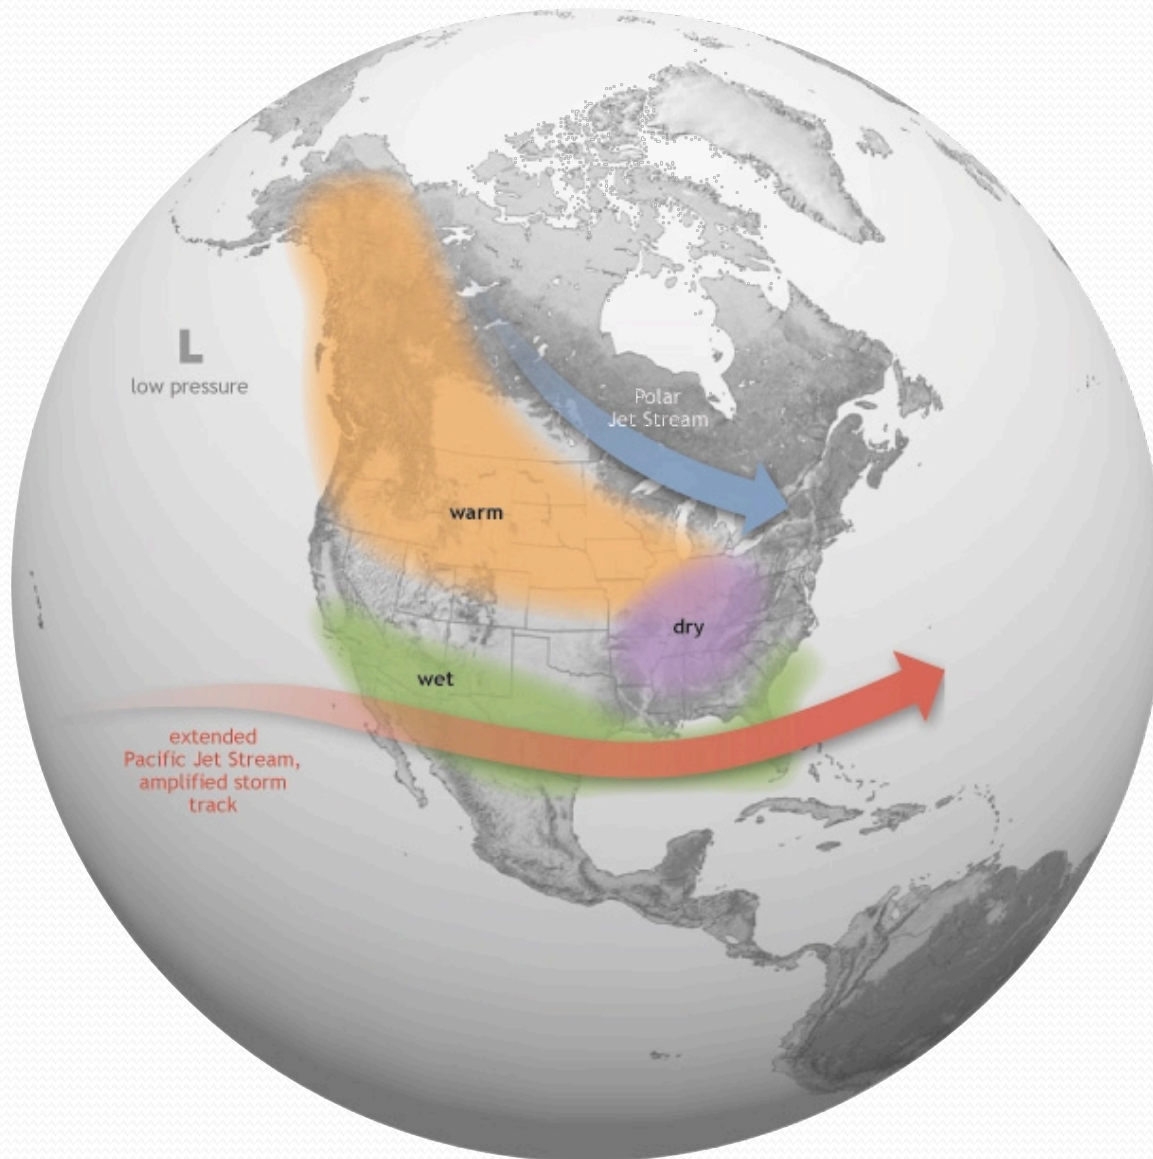 L
low pressure
Polar
Jet Stream
warm
dry
wet
extended
Pacific Jet Stream,
amplified storm
track